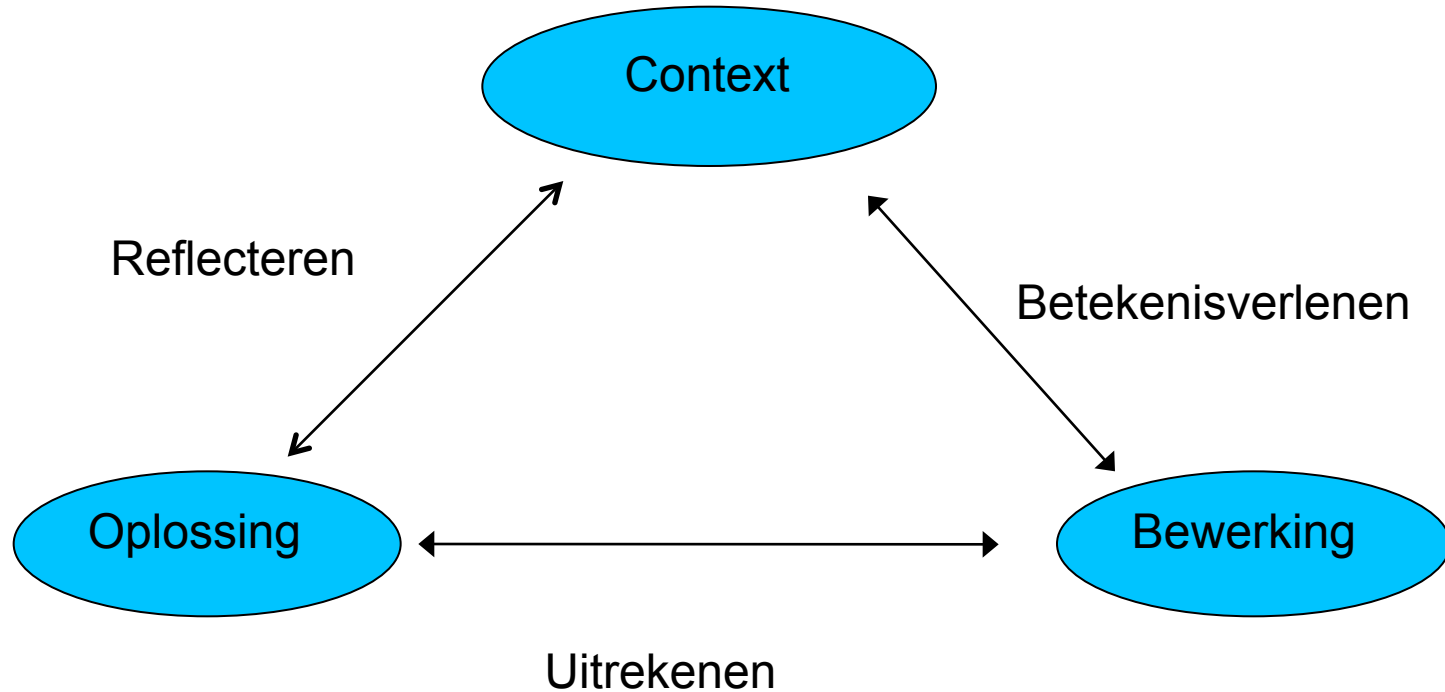 Context
Reflecteren
Betekenisverlenen
Oplossing
Bewerking
Uitrekenen